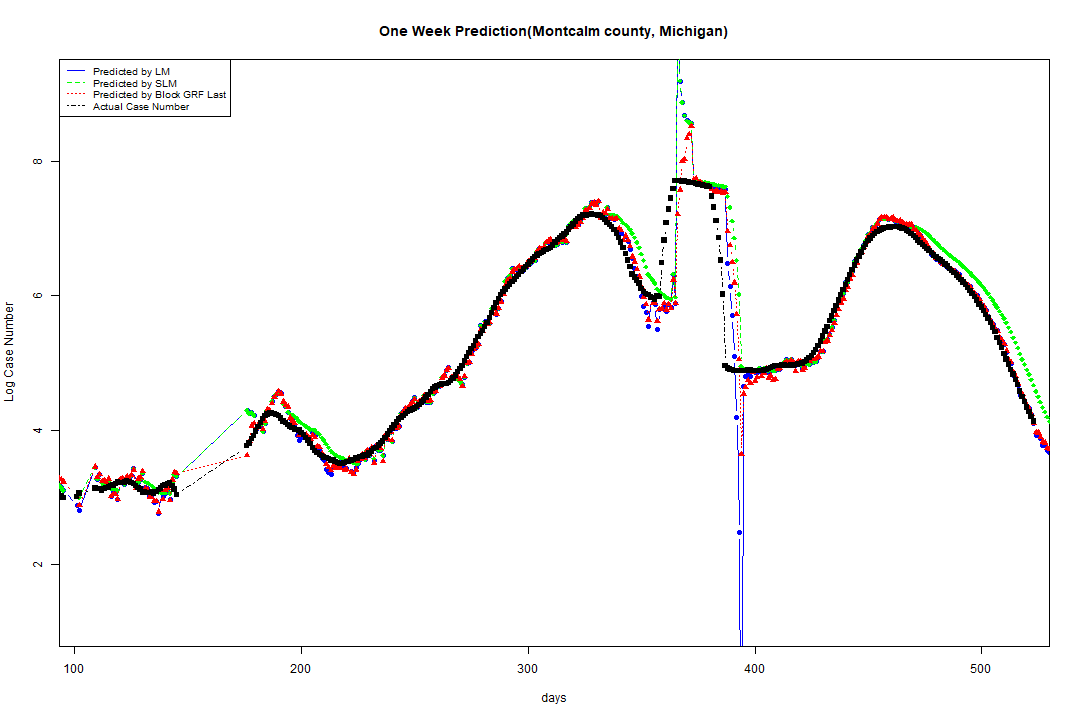 One Week Prediction(Montcalm county, Michigan)
Predicted by LM
Predicted by SLM
Predicted by Block GRF Last
Actual Case Number
8
6
4
2
Log Case Number
100 200 300 400 500
days